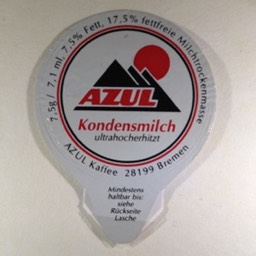 7.5g / 7.1 ml, 7.5% Fett, 17,5% fettfreie Milchtrockenmasse
AZUL
Kondensmilch
ultrahocherhitzt
AZUL Kaffee 28199 Bremen
Mindestens
haltbar bis:
siehe
Rückseite
Lasche